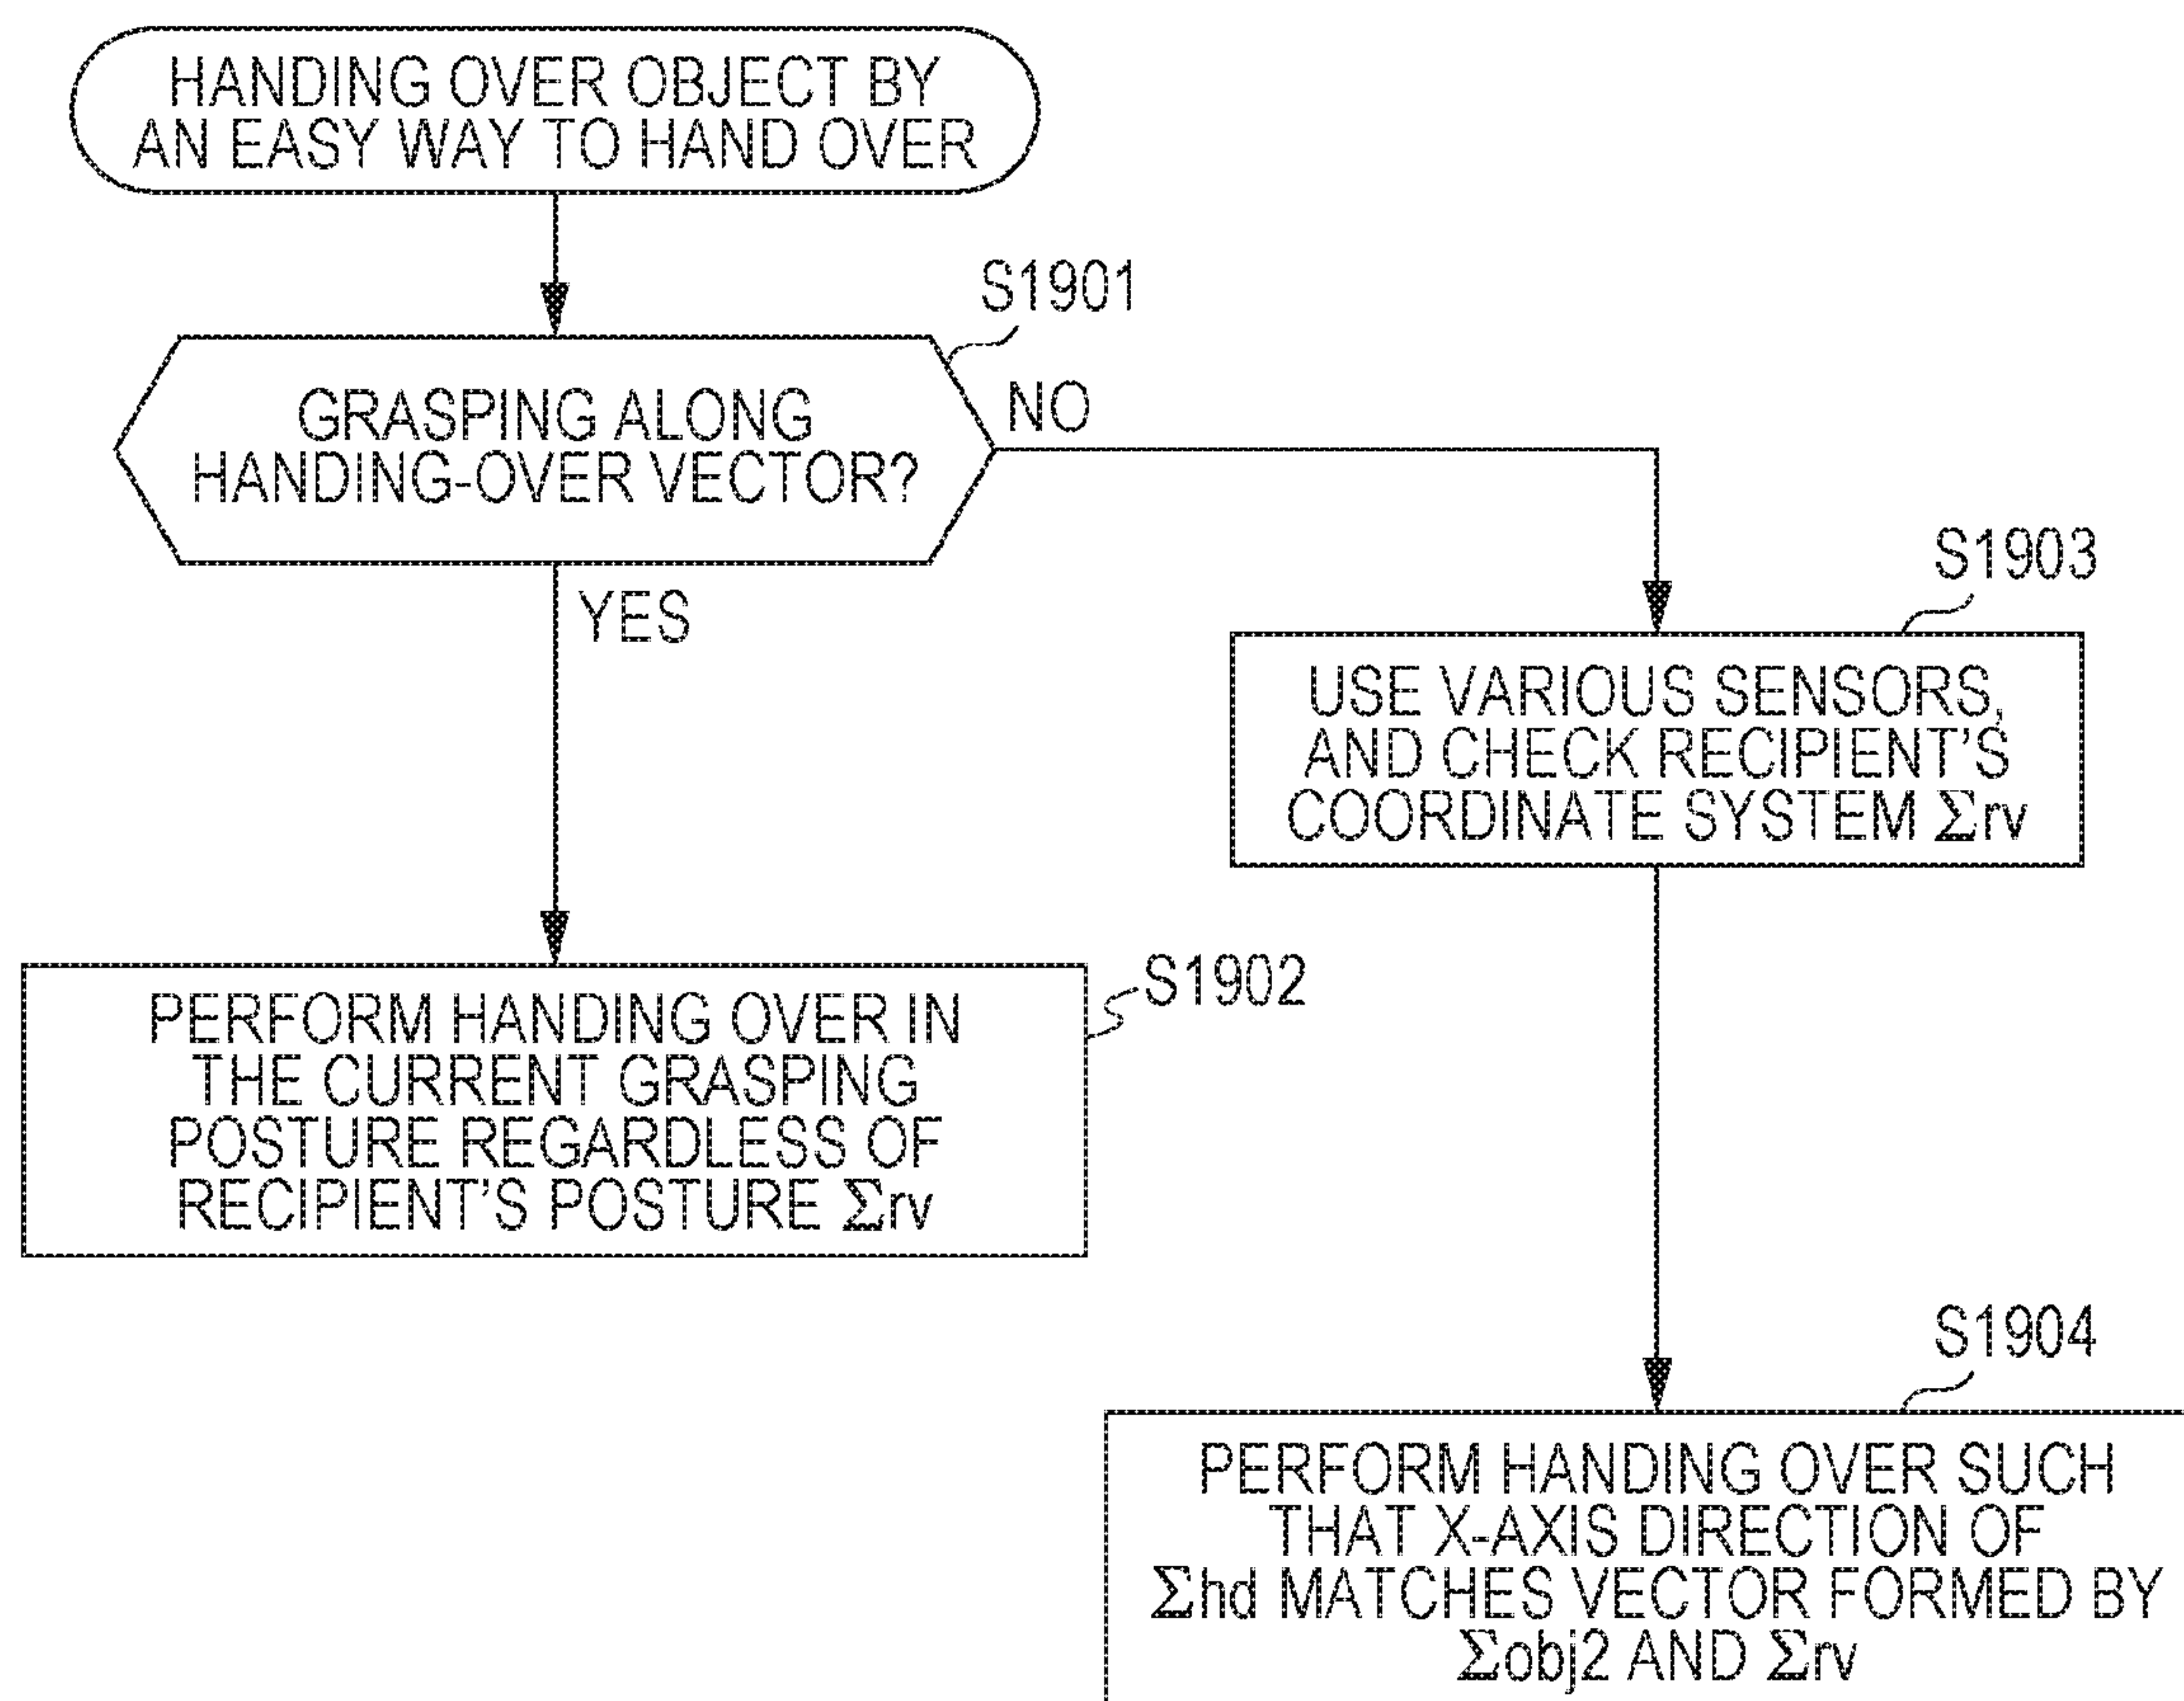 HANDING OVER OBJECT BY
AN EASY WAY TO HAND OVER
S1901
GRASPING ALONG
HANDING-OVER VECTOR?
NO
YES
S1903
USE VARIOUS SENSORS,
AND CHECK RECIPIENT'S
COORDINATE SYSTEM Σrv
S1902
PERFORM HANDING OVER IN
THE CURRENT GRASPING
POSTURE REGARDLESS OF
RECIPIENT'S POSTURE Σrv
S1904
PERFORM HANDING OVER SUCH
THAT X-AXIS DIRECTION OF
Σhd MATCHES VECTOR FORMED BY
Σobj2 AND Σrv